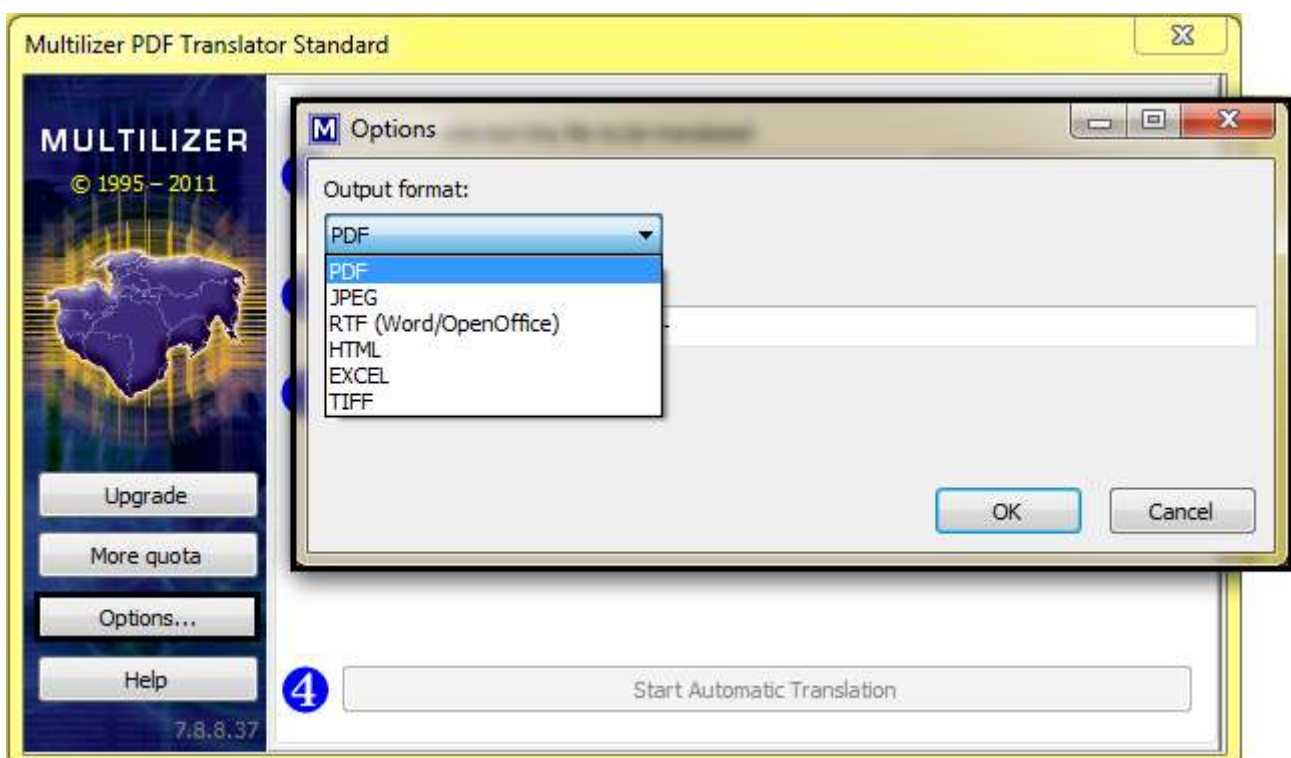 Multilizer PDF Translator Standard
MULTILIZER
© 1995 – 2011
Upgrade
More quota
Options...
Help
7.8.8.37
M Options
Output format:
PDF
PDF
JPEG
RTF (Word/OpenOffice)
HTML
EXCEL
TIFF
OK
Cancel
4
Start Automatic Translation